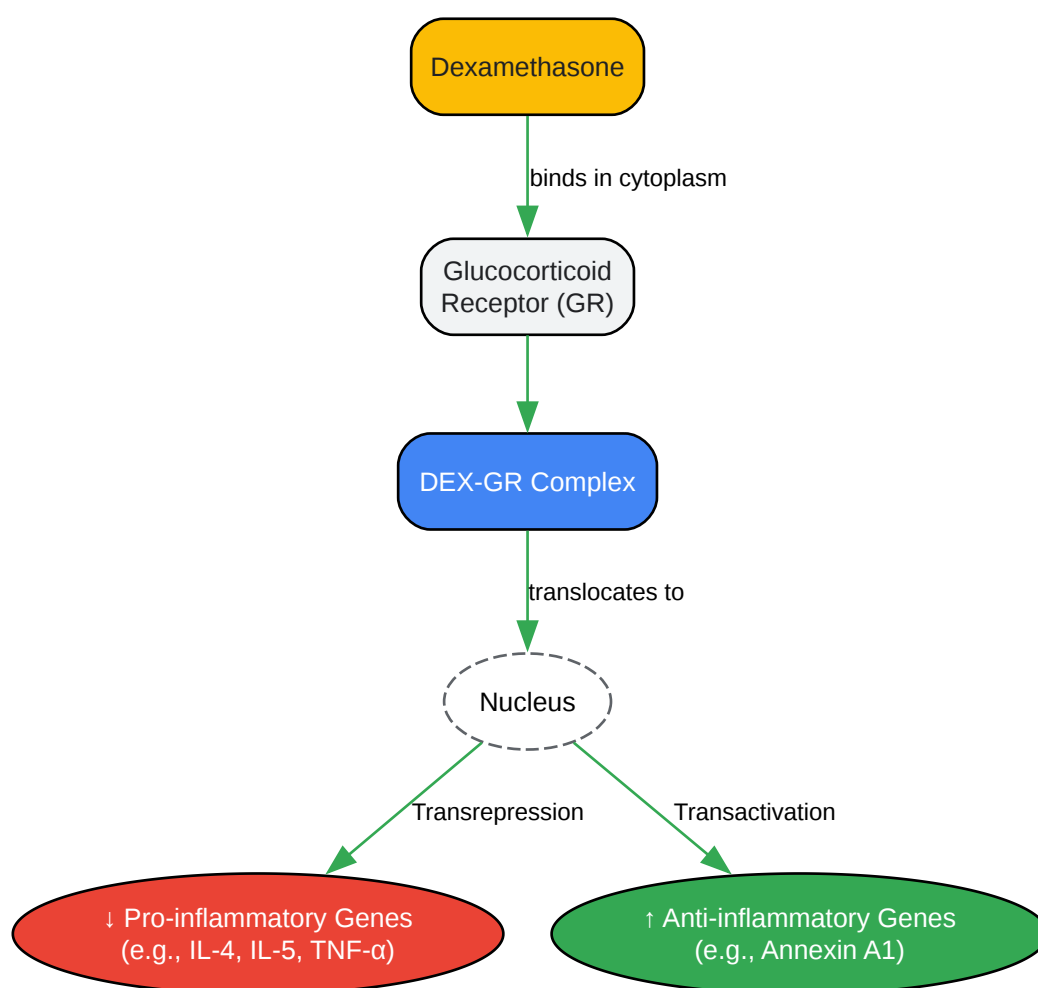 Dexamethasone
binds in cytoplasm
Glucocorticoid
Receptor (GR)
DEX-GR Complex
translocates to
Nucleus
Transrepression
Transactivation
↓ Pro-inflammatory Genes
(e.g., IL-4, IL-5, TNF-α)
↑ Anti-inflammatory Genes
(e.g., Annexin A1)